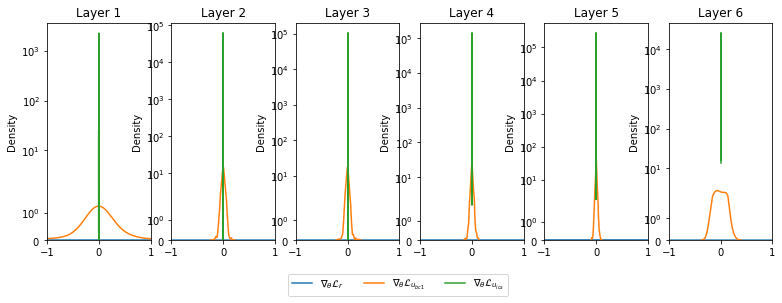 Layer 1 Layer 2 Layer 3 Layer 4 Layer 5 Layer 6
Density Density Density Density Density Density
10³ 10² 10¹ 10⁰ 0
10⁵ 10⁴ 10³ 10² 10¹ 10⁰ 0
10⁵ 10⁴ 10³ 10² 10¹ 10⁰ 0
10⁵ 10⁴ 10³ 10² 10¹ 10⁰ 0
10⁵ 10⁴ 10³ 10² 10¹ 10⁰ 0
10⁴ 10³ 10² 10¹ 10⁰ 0
−1 0 1 −1 0 1 −1 0 1 −1 0 1 −1 0 1 −1 0 1
∇θℒr ∇θℒu_bc1 ∇θℒu_ics